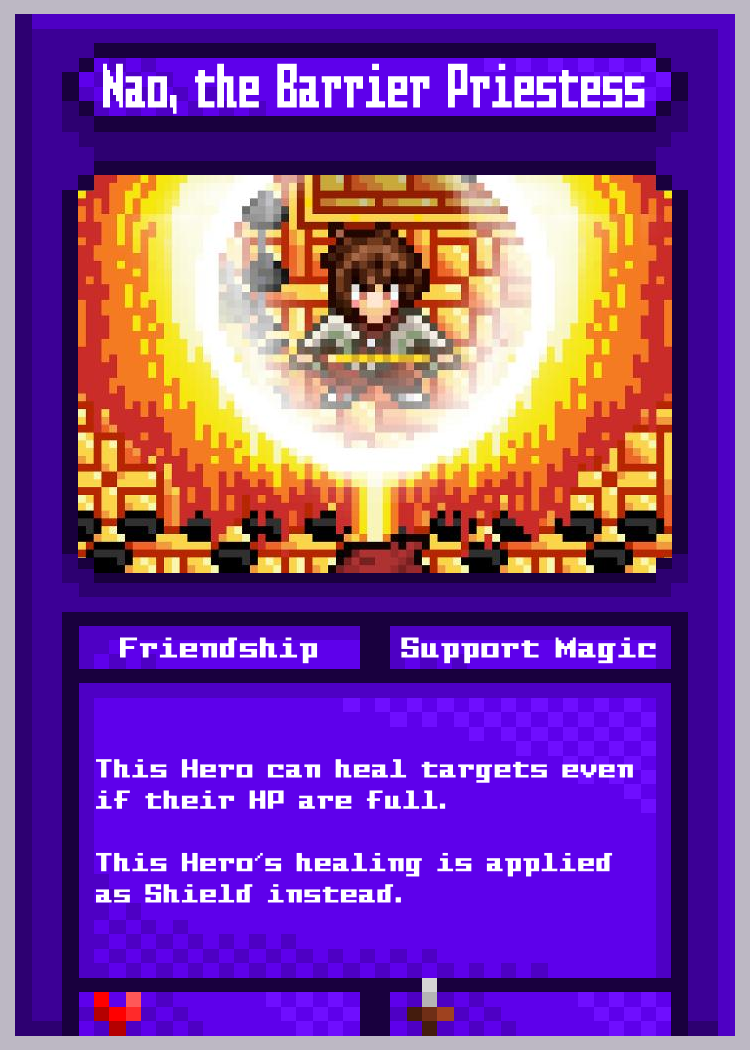 Nao, the Barrier Priestess
Friendship
Support Magic
This Hero can heal targets even
if their HP are full.
This Hero's healing is applied
as Shield instead.